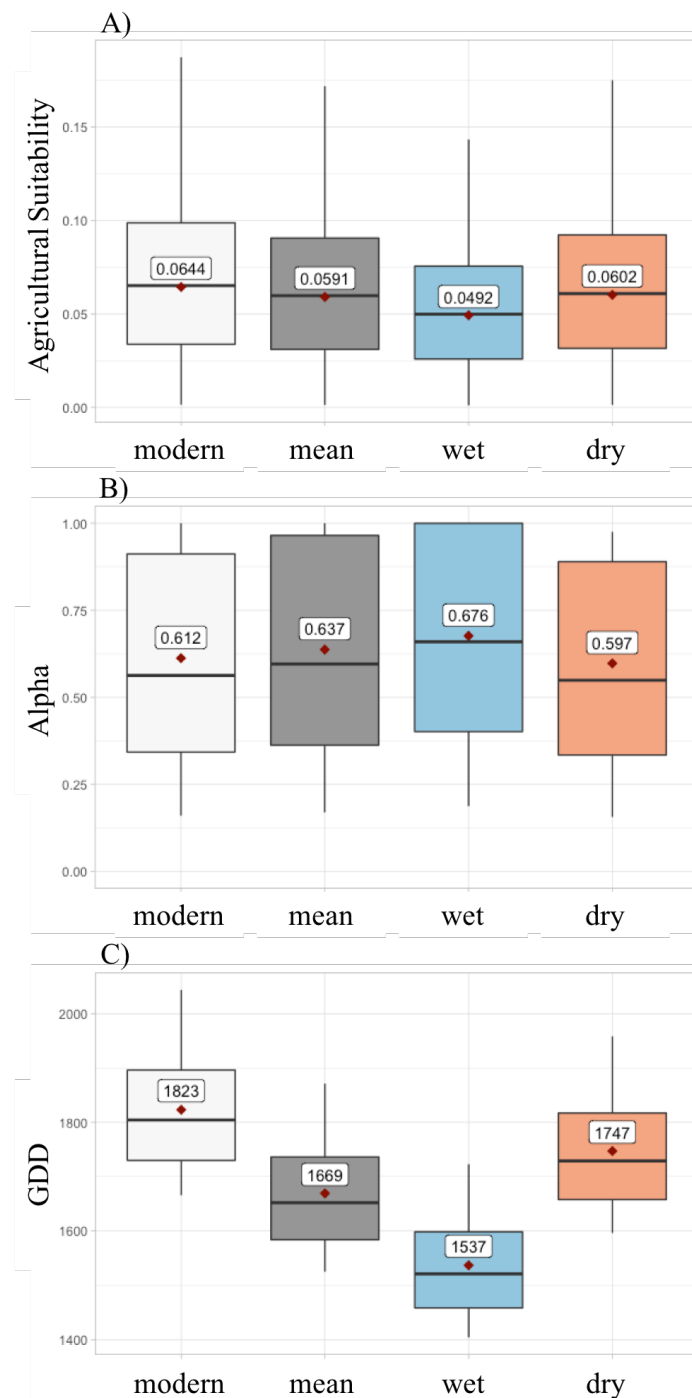 A)
Agricultural Suitability
0.15
0.10
0.05
0.00
0.0644
0.0591
0.0492
0.0602
modern mean wet dry
B)
Alpha
1.00
0.75
0.50
0.25
0.00
0.612
0.637
0.676
0.597
modern mean wet dry
C)
GDD
2000
1800
1600
1400
1823
1669
1537
1747
modern mean wet dry